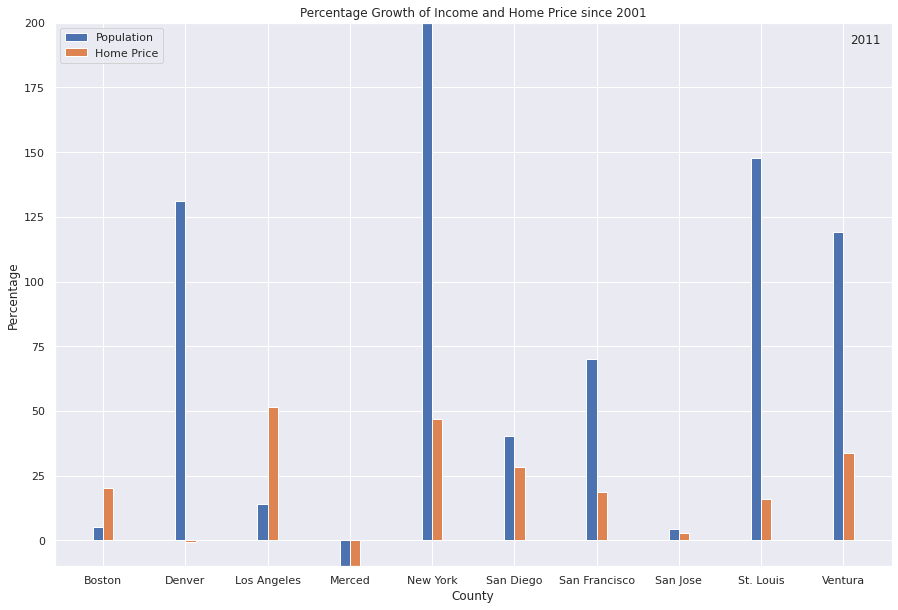 Percentage Growth of Income and Home Price since 2001
Population
Home Price
2011
200
175
150
125
100
75
50
25
0
Percentage
Boston Denver Los Angeles Merced New York San Diego San Francisco San Jose St. Louis Ventura
County